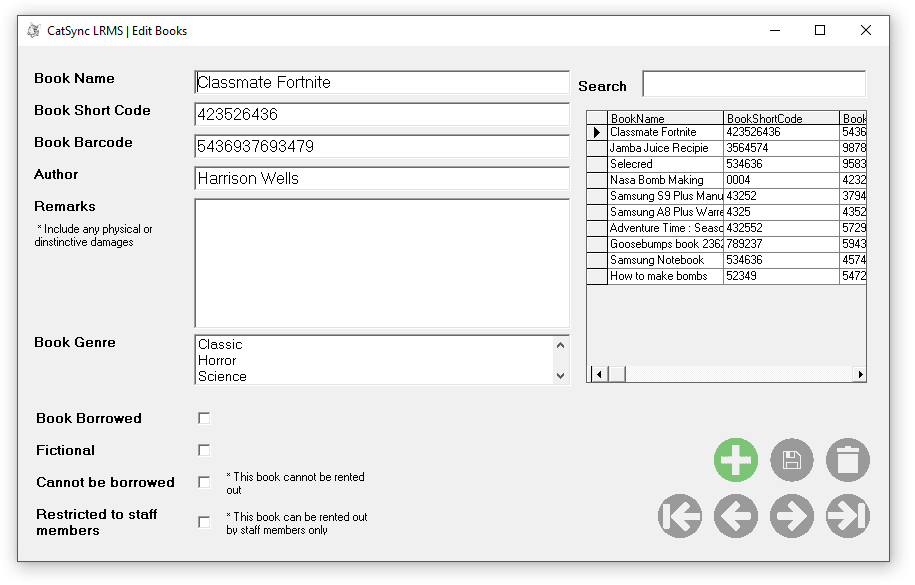 CatSync LRMS | Edit Books
Book Name
Classmate Fortnite
Book Short Code
423526436
Book Barcode
5436937693479
Author
Harrison Wells
Remarks
* Include any physical or
dinstinctive damages
Book Genre
Classic
Horror
Science
Book Borrowed
Fictional
Cannot be borrowed
* This book cannot be rented
out
Restricted to staff
members
* This book can be rented out
by staff members only
Search
BookName BookShortCode Book
Classmate Fortnite 423526436 5436
Jamba Juice Recipie 3564574 9878
Selecred 534636 9583
Nasa Bomb Making 0004 4232
Samsung S9 Plus Manu 43252 3794
Samsung A8 Plus Warre 4325 4352
Adventure Time : Seasc 432552 5729
Goosebumps book 2362 789237 5943
Samsung Notebook 534636 4574
How to make bombs 52349 5472